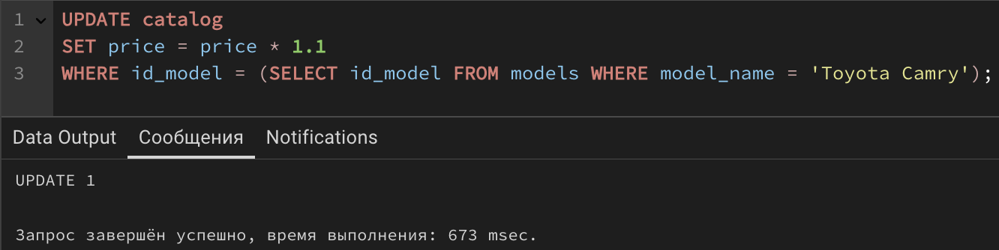 1 UPDATE catalog
2 SET price = price * 1.1
3 WHERE id_model = (SELECT id_model FROM models WHERE model_name = 'Toyota Camry');
Data Output Сообщения Notifications
UPDATE 1
Запрос завершён успешно, время выполнения: 673 msec.